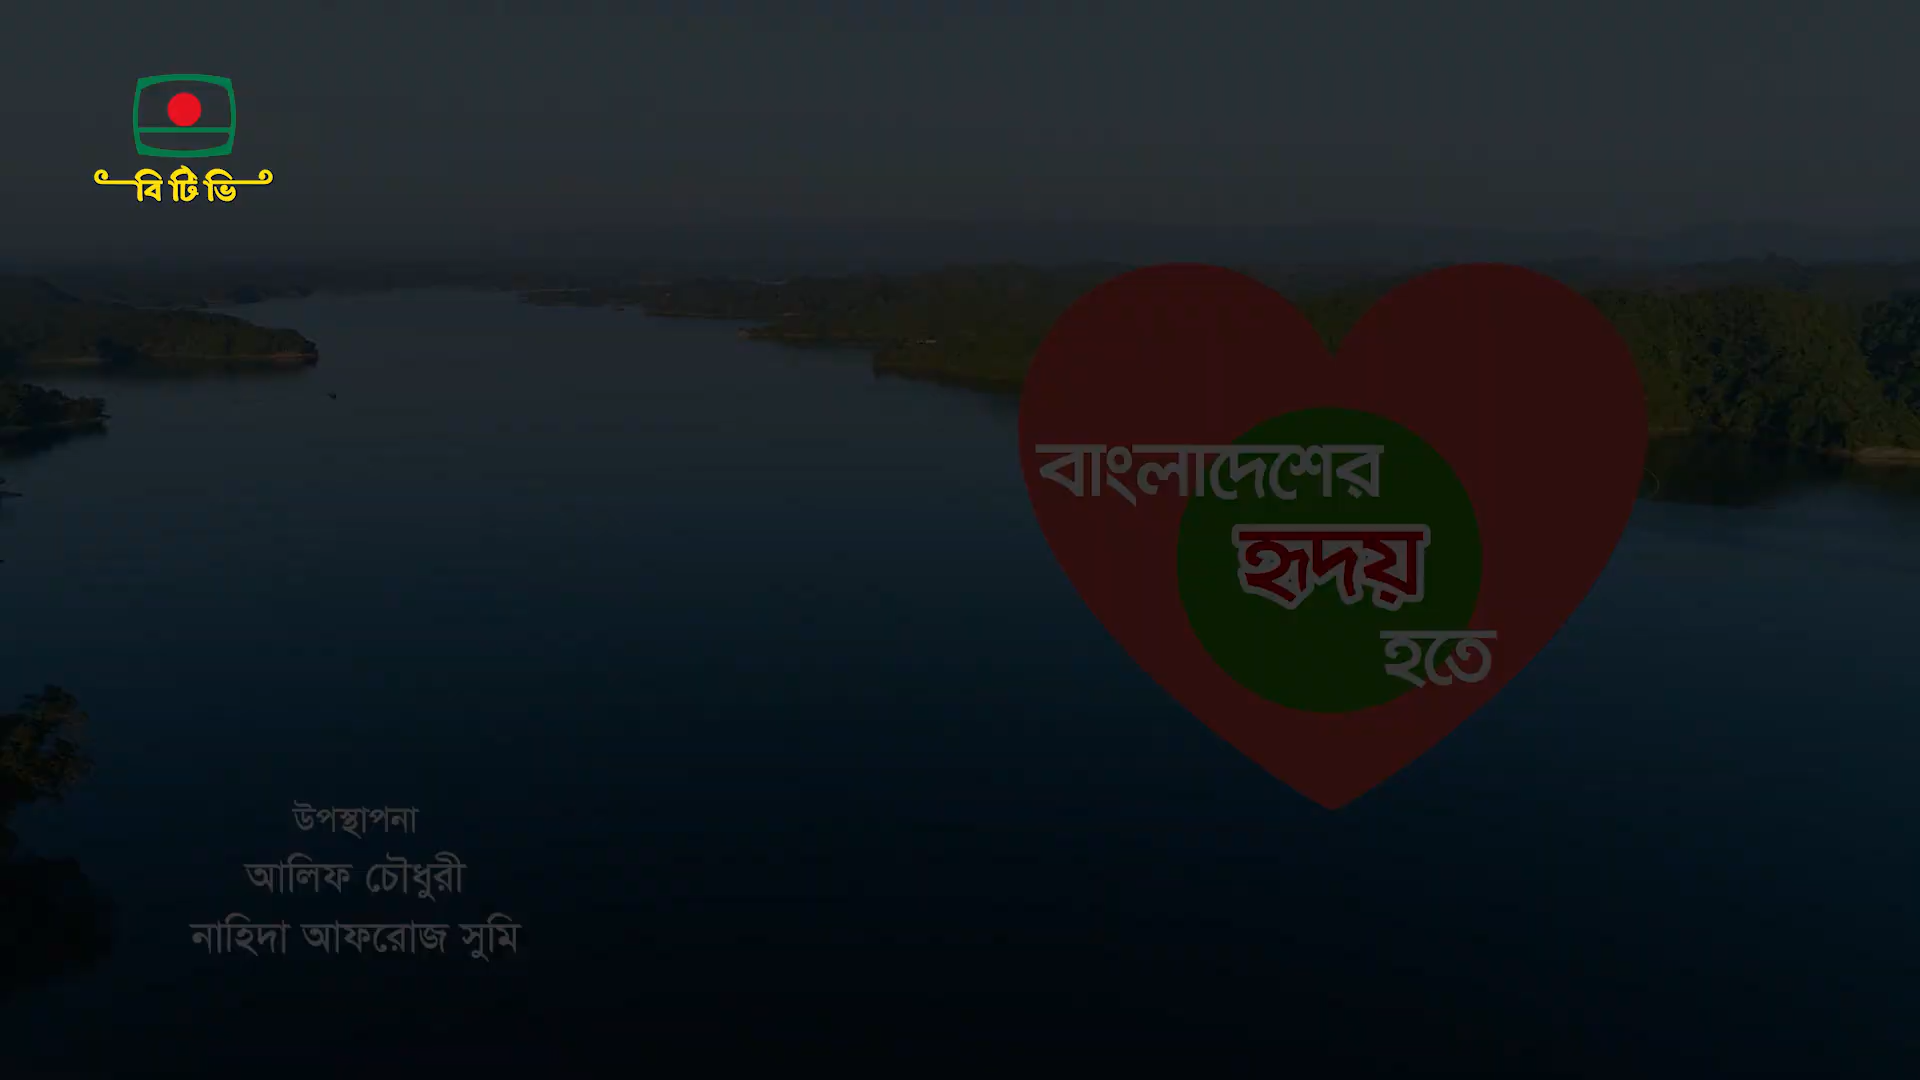 বি টি ভি
বাংলাদেশের
হৃদয়
হতে
উপস্থাপনা
আলিফ চৌধুরী
নাহিদা আফরোজ সুমি